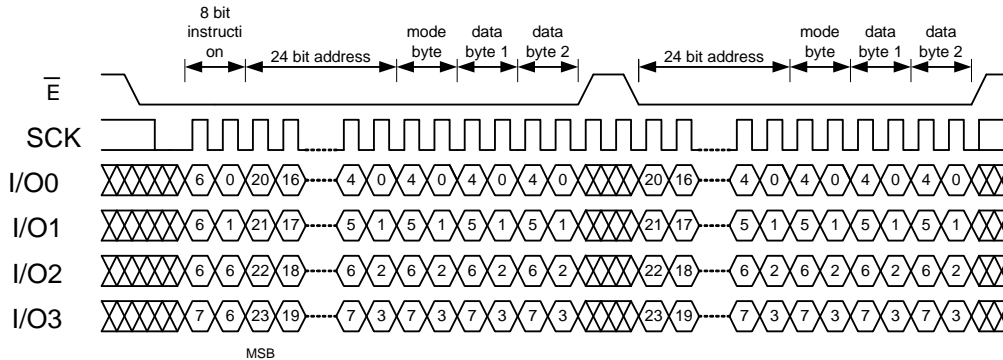 8 bit
instructi
on
24 bit address
mode
byte
data
byte 1
data
byte 2
24 bit address
mode
byte
data
byte 1
data
byte 2
E
SCK
I/O0 6 0 20 16 4 0 4 0 4 0 4 0 20 16 4 0 4 0 4 0 4 0
I/O1 6 1 21 17 5 1 5 1 5 1 5 1 21 17 5 1 5 1 5 1 5 1
I/O2 6 6 22 18 6 2 6 2 6 2 6 2 22 18 6 2 6 2 6 2 6 2
I/O3 7 6 23 19 7 3 7 3 7 3 7 3 23 19 7 3 7 3 7 3 7 3
MSB